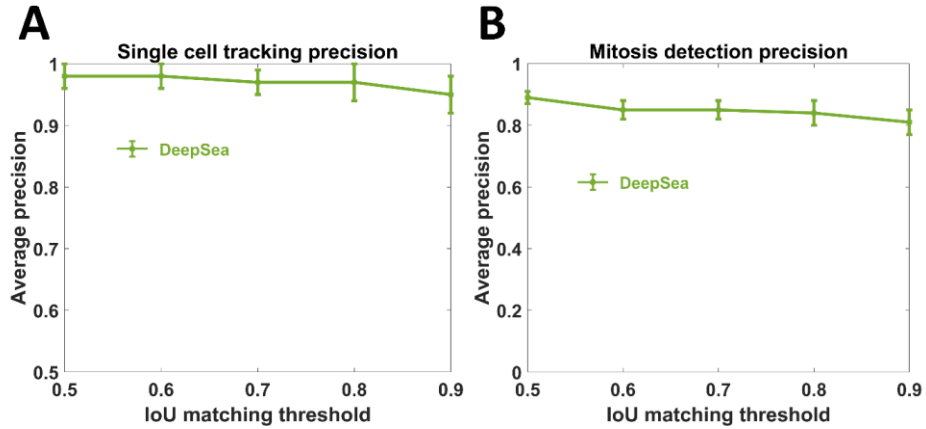 A
Single cell tracking precision
Average precision
1
0.9
0.8
0.7
0.6
0.5
DeepSea
0.5 0.6 0.7 0.8 0.9
IoU matching threshold
B
Mitosis detection precision
Average precision
1
0.8
0.6
0.4
0.2
0
DeepSea
0.5 0.6 0.7 0.8 0.9
IoU matching threshold